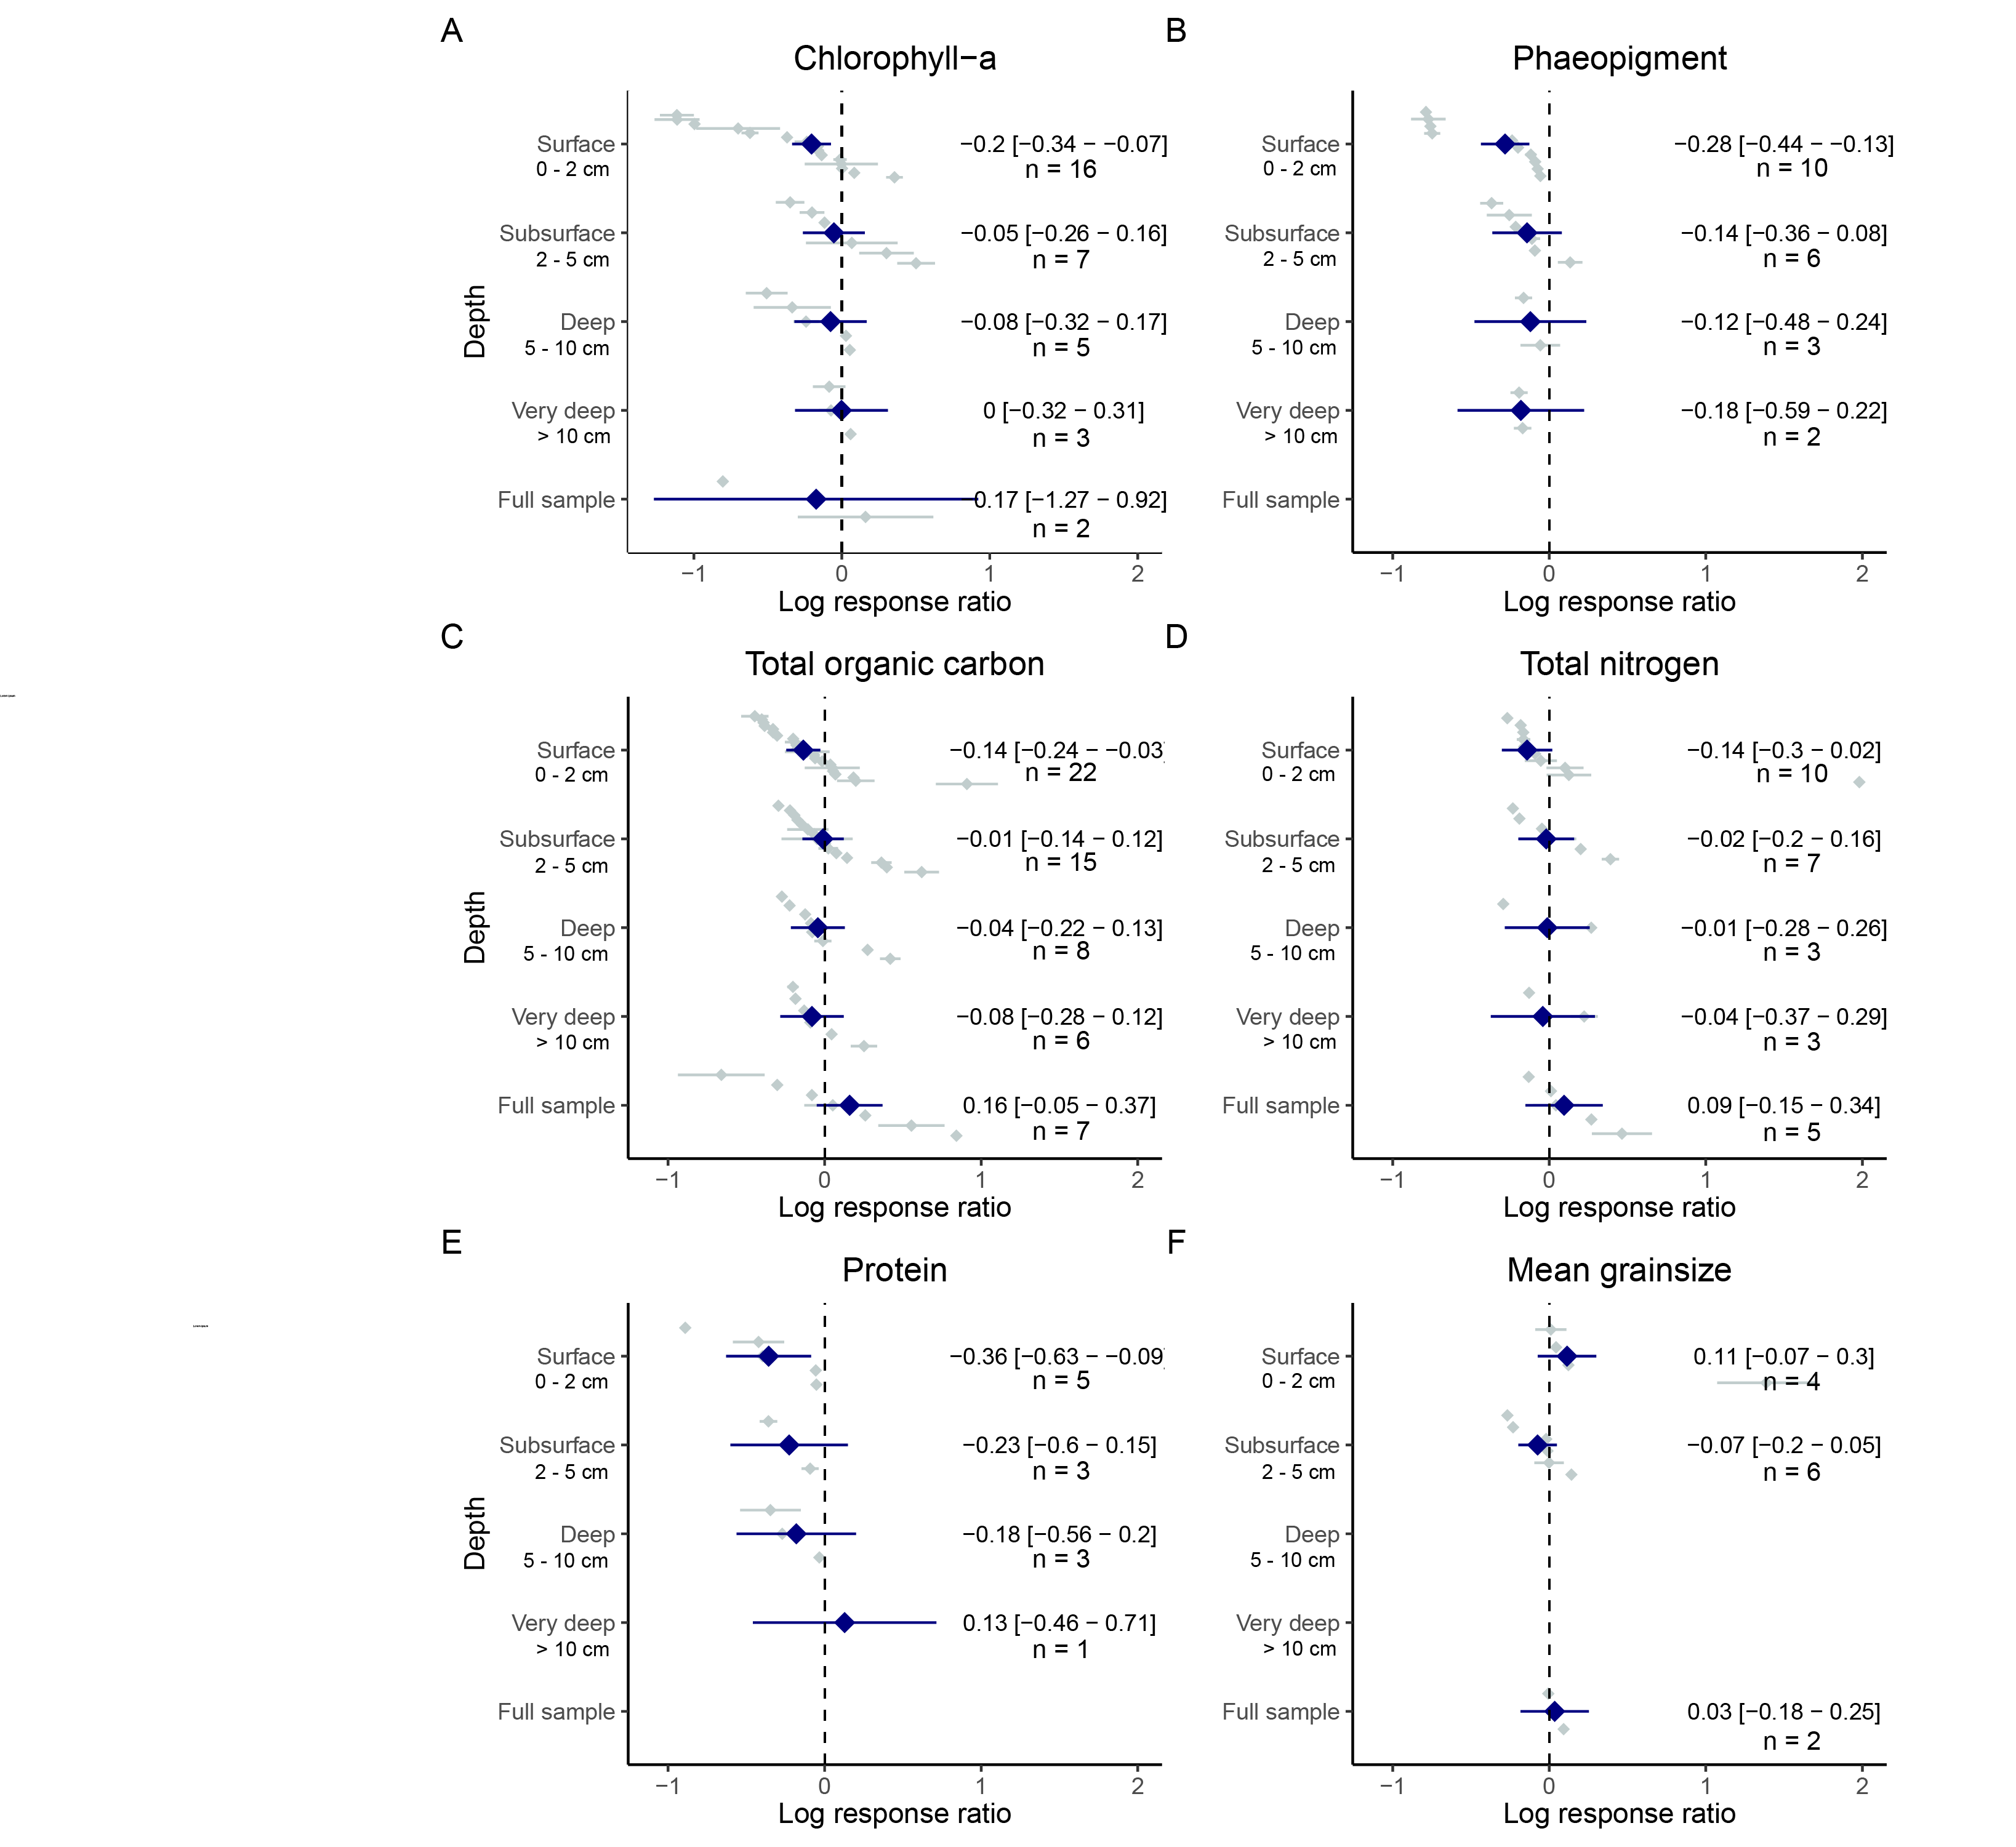 A
Chlorophyll−a
Surface
0 - 2 cm
−0.2 [−0.34 − −0.07]
n = 16
Subsurface
2 - 5 cm
−0.05 [−0.26 − 0.16]
n = 7
Deep
5 - 10 cm
−0.08 [−0.32 − 0.17]
n = 5
Very deep
> 10 cm
0 [−0.32 − 0.31]
n = 3
Full sample
−0.17 [−1.27 − 0.92]
n = 2
Depth
−1 0 1 2
Log response ratio
B
Phaeopigment
Surface
0 - 2 cm
−0.28 [−0.44 − −0.13]
n = 10
Subsurface
2 - 5 cm
−0.14 [−0.36 − 0.08]
n = 6
Deep
5 - 10 cm
−0.12 [−0.48 − 0.24]
n = 3
Very deep
> 10 cm
−0.18 [−0.59 − 0.22]
n = 2
Full sample
−1 0 1 2
Log response ratio
C
Total organic carbon
Surface
0 - 2 cm
−0.14 [−0.24 − −0.03]
n = 22
Subsurface
2 - 5 cm
−0.01 [−0.14 − 0.12]
n = 15
Deep
5 - 10 cm
−0.04 [−0.22 − 0.13]
n = 8
Very deep
> 10 cm
−0.08 [−0.28 − 0.12]
n = 6
Full sample
0.16 [−0.05 − 0.37]
n = 7
Depth
−1 0 1 2
Log response ratio
D
Total nitrogen
Surface
0 - 2 cm
−0.14 [−0.3 − 0.02]
n = 10
Subsurface
2 - 5 cm
−0.02 [−0.2 − 0.16]
n = 7
Deep
5 - 10 cm
−0.01 [−0.28 − 0.26]
n = 3
Very deep
> 10 cm
−0.04 [−0.37 − 0.29]
n = 3
Full sample
0.09 [−0.15 − 0.34]
n = 5
−1 0 1 2
Log response ratio
E
Protein
Surface
0 - 2 cm
−0.36 [−0.63 − −0.09]
n = 5
Subsurface
2 - 5 cm
−0.23 [−0.6 − 0.15]
n = 3
Deep
5 - 10 cm
−0.18 [−0.56 − 0.2]
n = 3
Very deep
> 10 cm
0.13 [−0.46 − 0.71]
n = 1
Full sample
Depth
−1 0 1 2
Log response ratio
F
Mean grainsize
Surface
0 - 2 cm
0.11 [−0.07 − 0.3]
n = 4
Subsurface
2 - 5 cm
−0.07 [−0.2 − 0.05]
n = 6
Deep
5 - 10 cm
Very deep
> 10 cm
Full sample
0.03 [−0.18 − 0.25]
n = 2
−1 0 1 2
Log response ratio